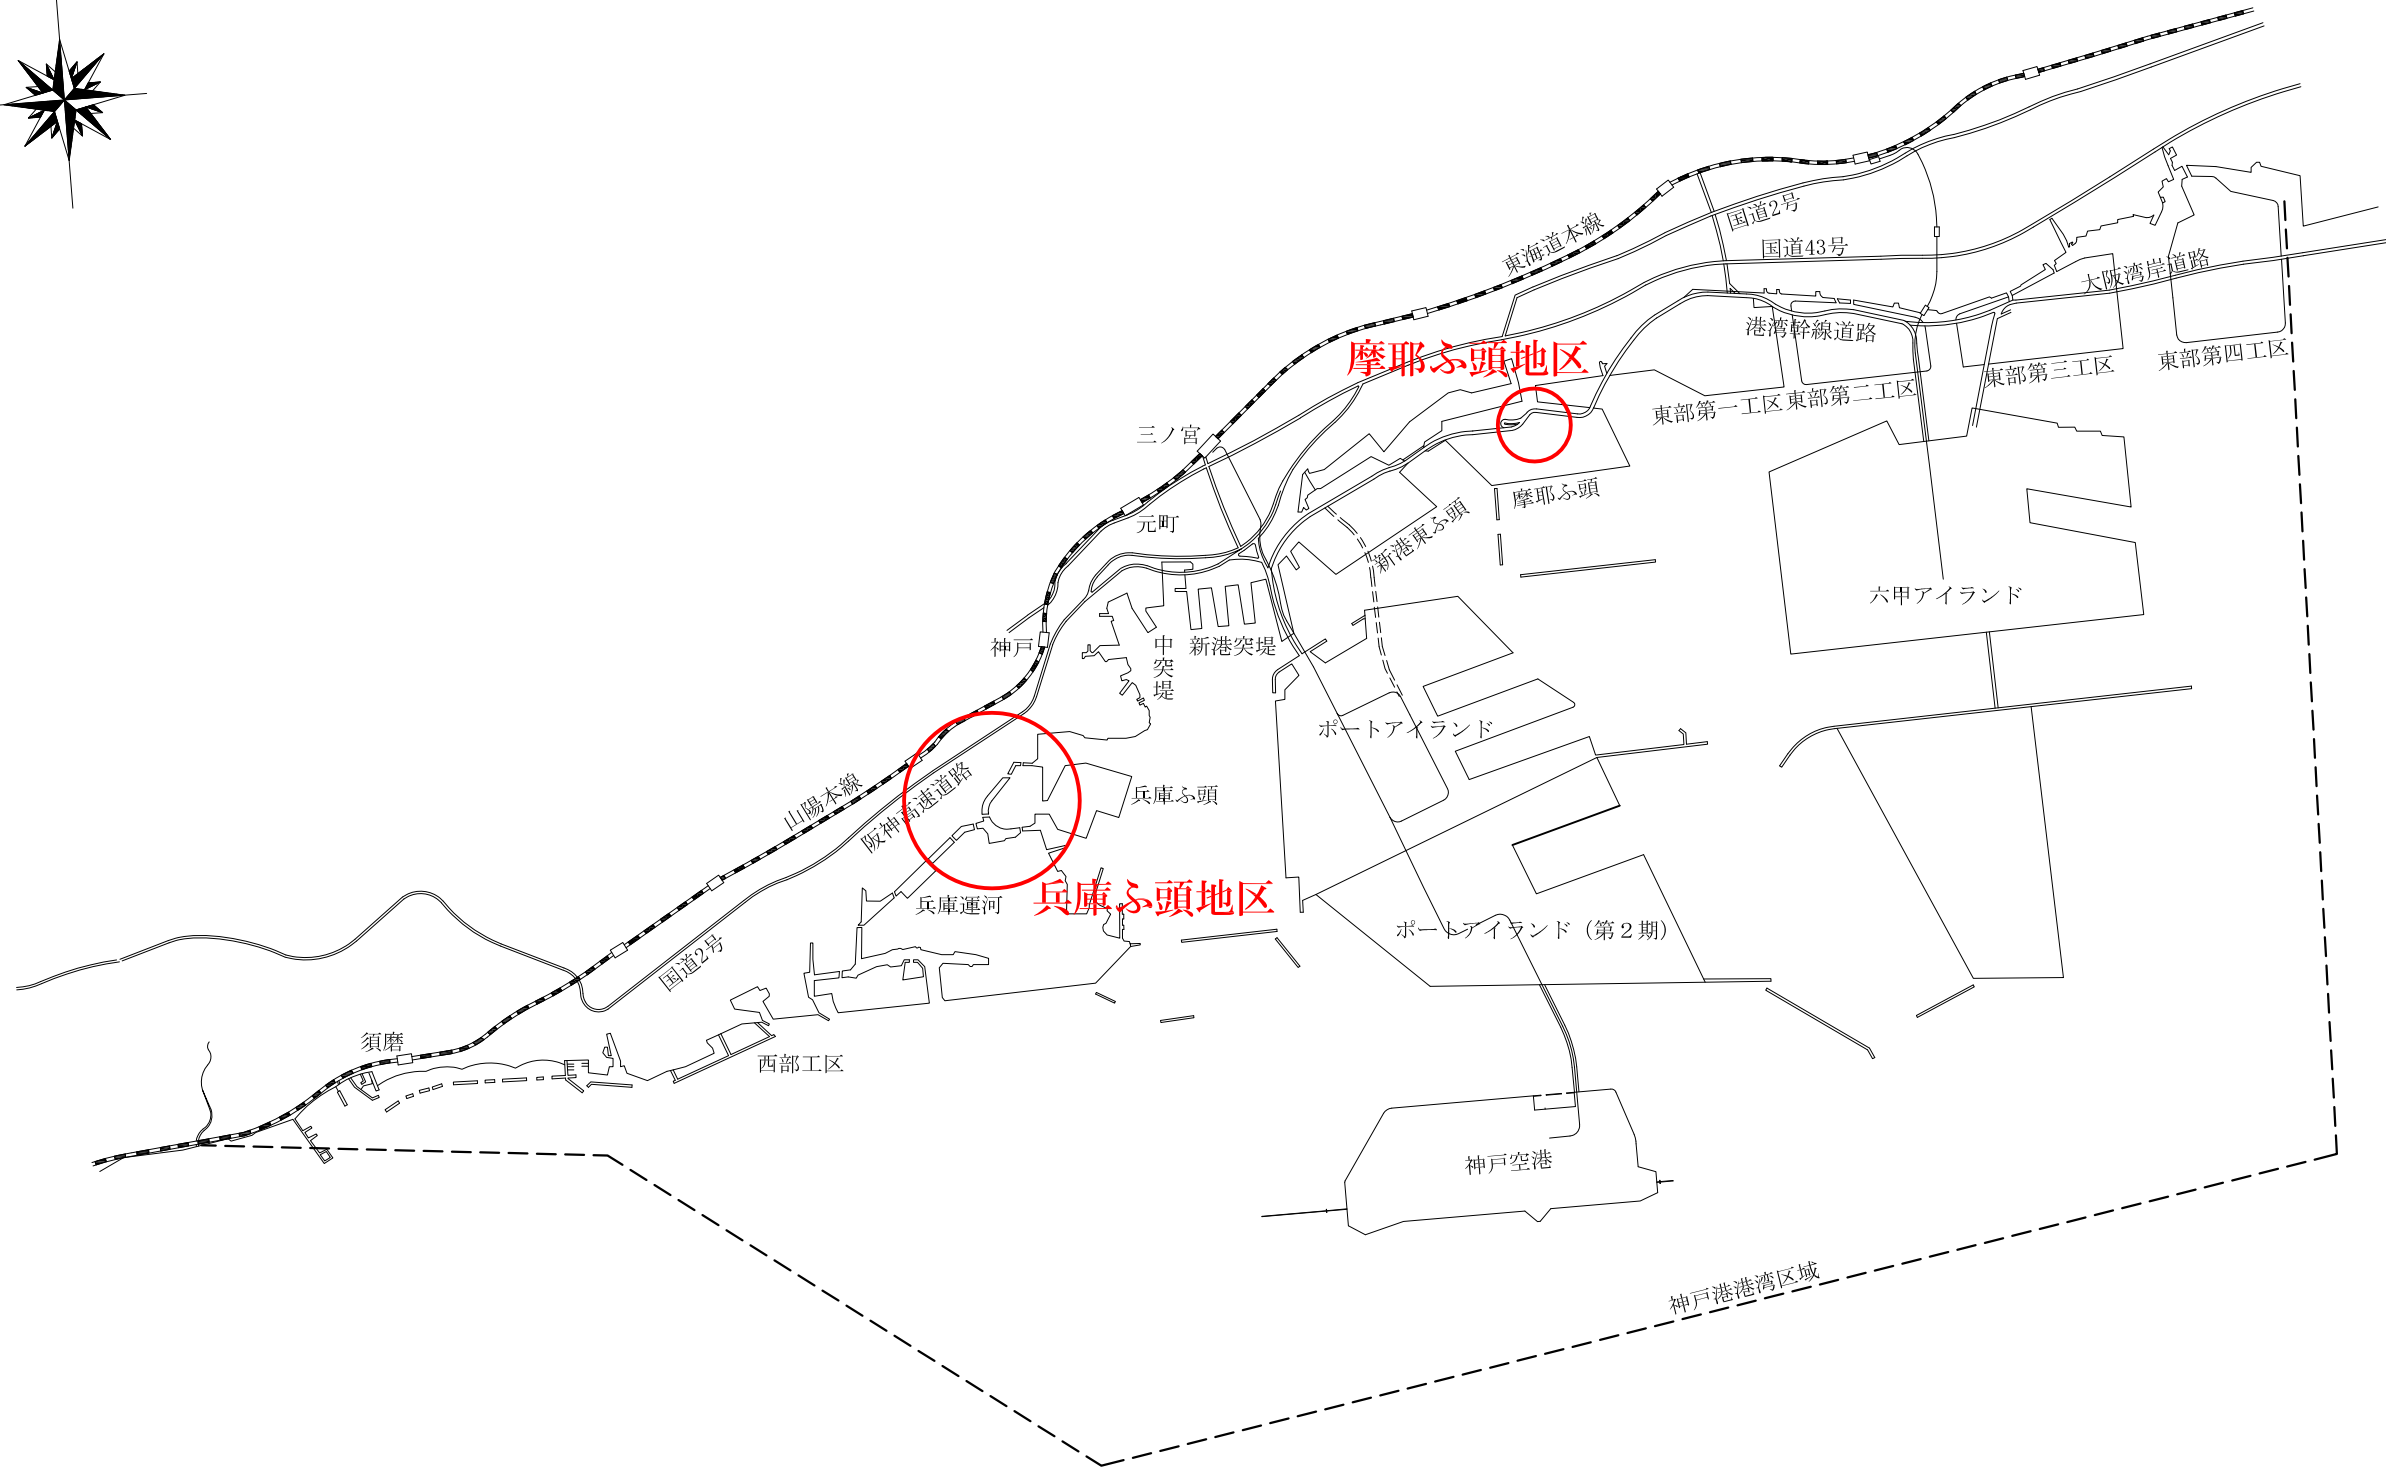 東海道本線
国道2号
国道43号
大阪湾岸道路
港湾幹線道路
摩耶ふ頭地区
東部第四工区
東部第三工区
東部第二工区
東部第一工区
三ノ宮
元町
摩耶ふ頭
新港東ふ頭
六甲アイランド
神戸
中突堤
新港突堤
ポートアイランド
山陽本線
阪神高速道路
兵庫ふ頭
兵庫ふ頭地区
兵庫運河
ポートアイランド（第２期）
国道2号
須磨
西部工区
神戸空港
神戸港港湾区域